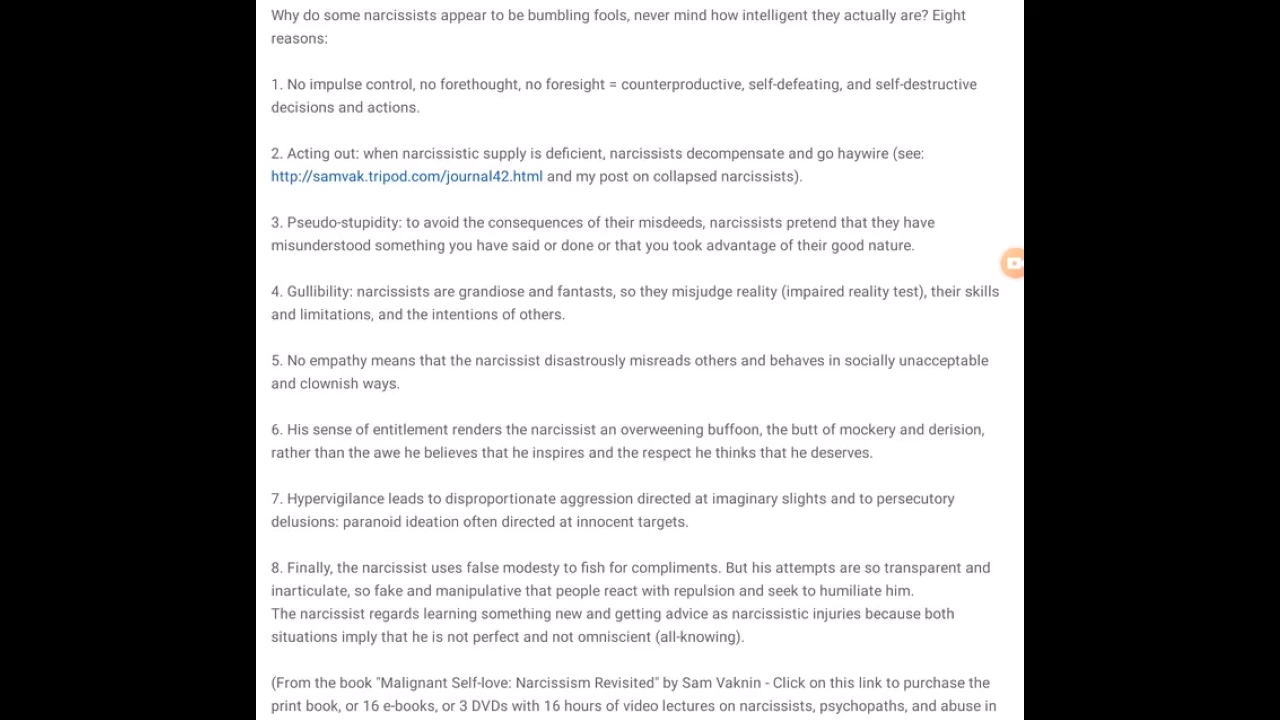 Why do some narcissists appear to be bumbling fools, never mind how intelligent they actually are? Eight
reasons:
1. No impulse control, no forethought, no foresight = counterproductive, self-defeating, and self-destructive
decisions and actions.
2. Acting out: when narcissistic supply is deficient, narcissists decompensate and go haywire (see:
http://samvak.tripod.com/journal42.html and my post on collapsed narcissists).
3. Pseudo-stupidity: to avoid the consequences of their misdeeds, narcissists pretend that they have
misunderstood something you have said or done or that you took advantage of their good nature.
4. Gullibility: narcissists are grandiose and fantasts, so they misjudge reality (impaired reality test), their skills
and limitations, and the intentions of others.
5. No empathy means that the narcissist disastrously misreads others and behaves in socially unacceptable
and clownish ways.
6. His sense of entitlement renders the narcissist an overweening buffoon, the butt of mockery and derision,
rather than the awe he believes that he inspires and the respect he thinks that he deserves.
7. Hypervigilance leads to disproportionate aggression directed at imaginary slights and to persecutory
delusions: paranoid ideation often directed at innocent targets.
8. Finally, the narcissist uses false modesty to fish for compliments. But his attempts are so transparent and
inarticulate, so fake and manipulative that people react with repulsion and seek to humiliate him.
The narcissist regards learning something new and getting advice as narcissistic injuries because both
situations imply that he is not perfect and not omniscient (all-knowing).
(From the book "Malignant Self-love: Narcissism Revisited" by Sam Vaknin - Click on this link to purchase the
print book, or 16 e-books, or 3 DVDs with 16 hours of video lectures on narcissists, psychopaths, and abuse in